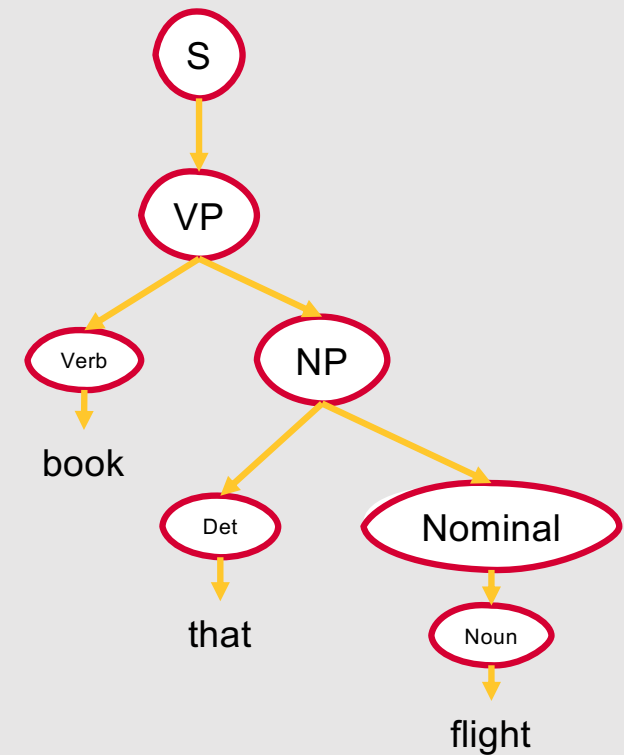 S
VP
Verb
NP
book
Det
Nominal
that
Noun
flight